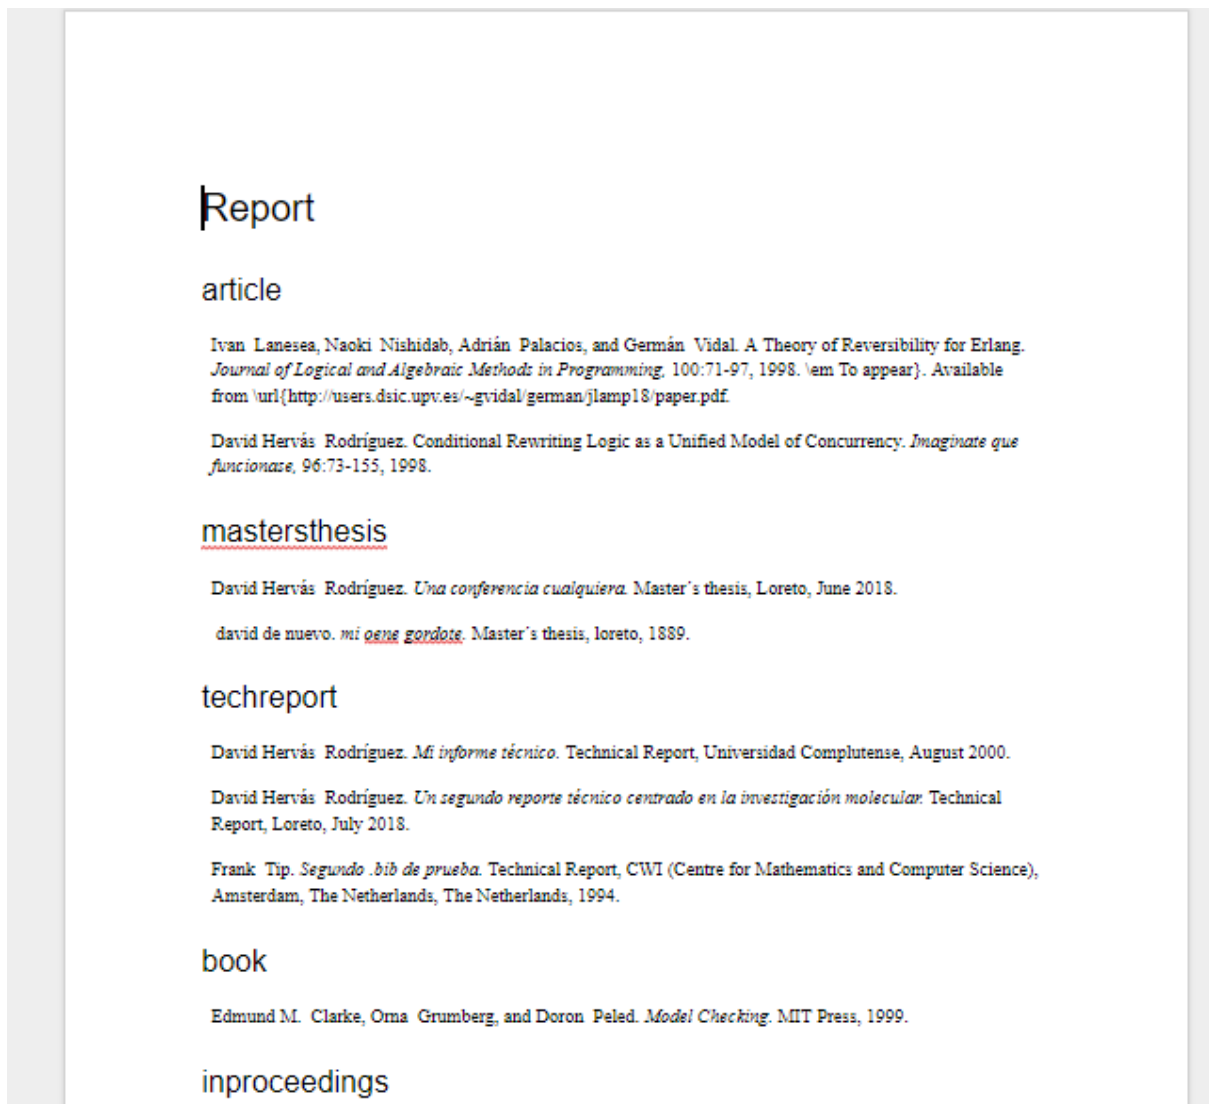 Report
article
Ivan Lanesea, Naoki Nishidab, Adrián Palacios, and Germán Vidal. A Theory of Reversibility for Erlang.
Journal of Logical and Algebraic Methods in Programming, 100:71-97, 1998. \em To appear}. Available
from \url{http://users.dsic.upv.es/~gvidal/german/jlamp18/paper.pdf.
David Hervás Rodríguez. Conditional Rewriting Logic as a Unified Model of Concurrency. Imaginate que
funcionase, 96:73-155, 1998.
mastersthesis
David Hervás Rodríguez. Una conferencia cualquiera. Master´s thesis, Loreto, June 2018.
david de nuevo. mi oene gordote. Master´s thesis, loreto, 1889.
techreport
David Hervás Rodríguez. Mi informe técnico. Technical Report, Universidad Complutense, August 2000.
David Hervás Rodríguez. Un segundo reporte técnico centrado en la investigación molecular. Technical
Report, Loreto, July 2018.
Frank Tip. Segundo .bib de prueba. Technical Report, CWI (Centre for Mathematics and Computer Science),
Amsterdam, The Netherlands, The Netherlands, 1994.
book
Edmund M. Clarke, Orna Grumberg, and Doron Peled. Model Checking. MIT Press, 1999.
inproceedings